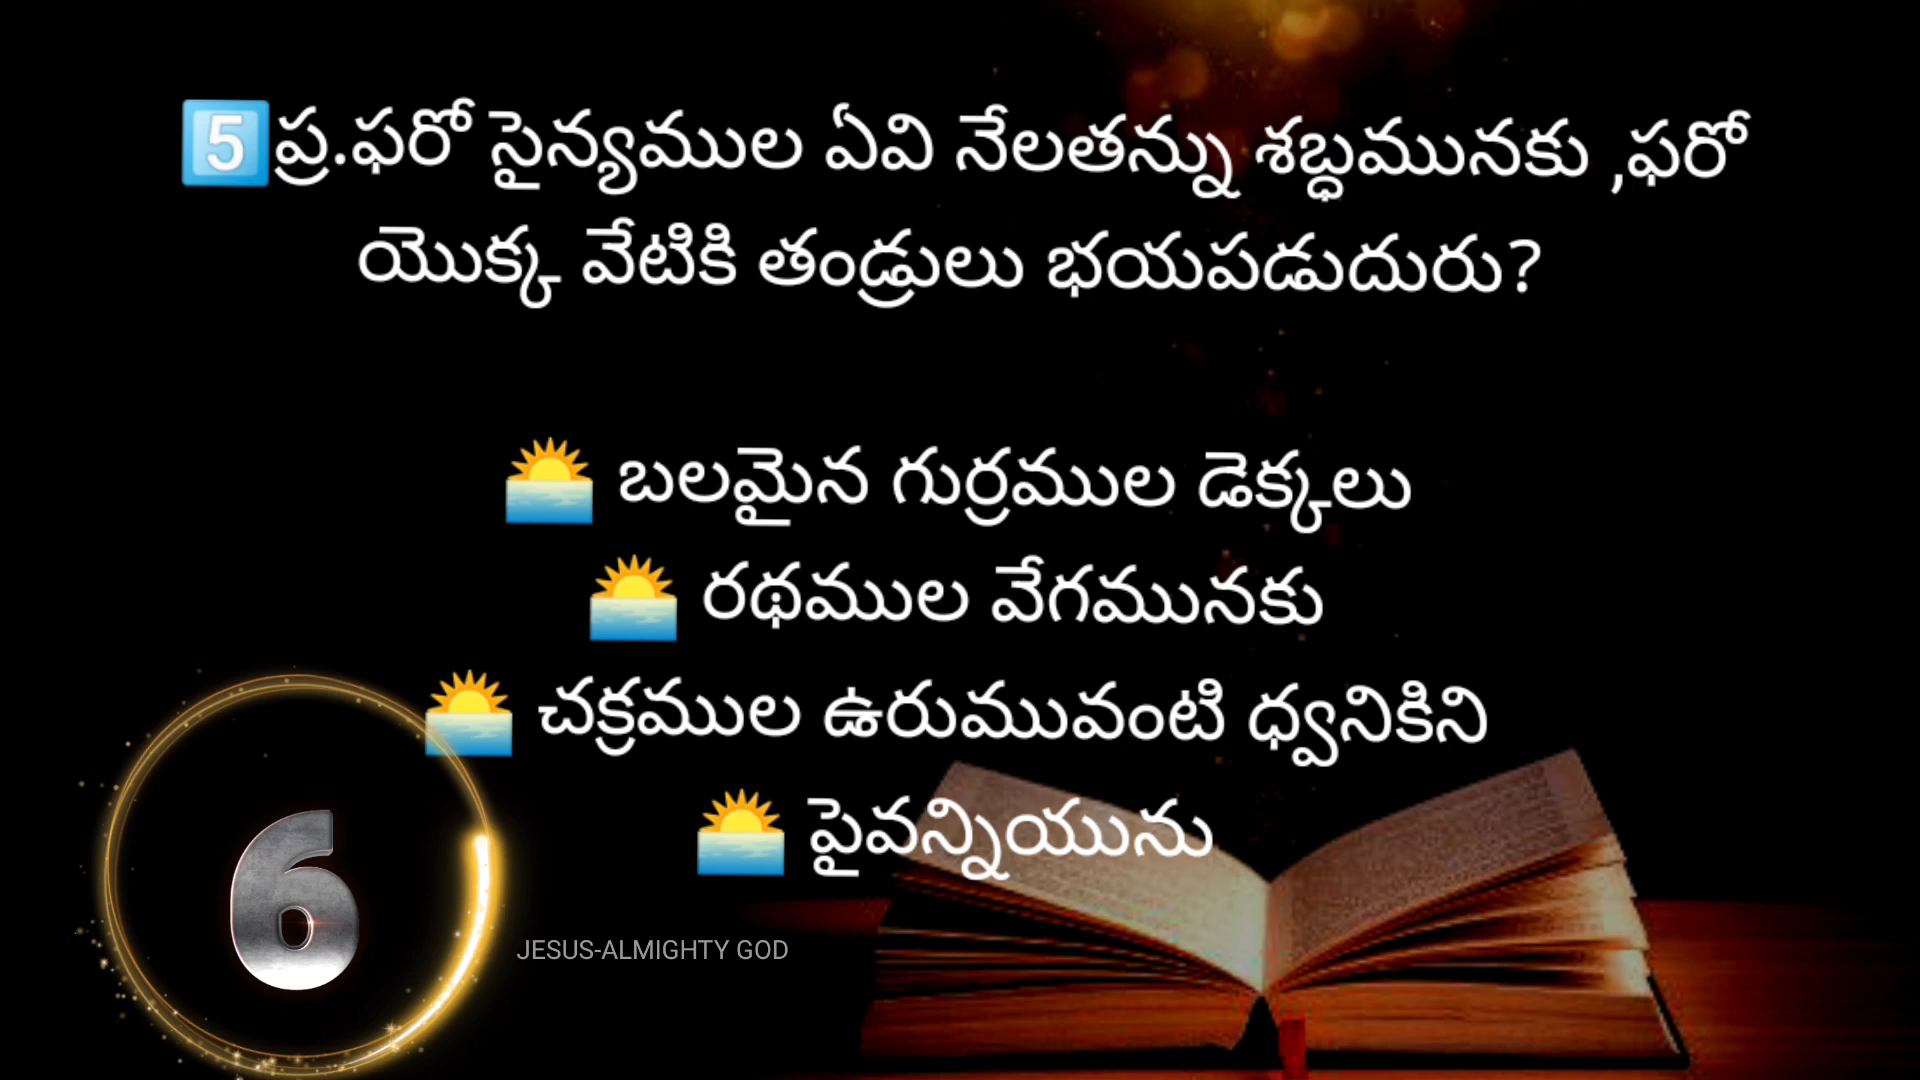 5️⃣ప్ర.ఫరో సైన్యముల ఏవి నేలతన్ను శబ్ధమునకు ,ఫరో
యొక్క వేటికి తండ్రులు భయపడుదురు?
🌅 బలమైన గుర్రముల డెక్కలు
🌅 రథముల వేగమునకు
🌅 చక్రముల ఉరుమువంటి ధ్వనికిని
🌅 పైవన్నియును
6
JESUS-ALMIGHTY GOD